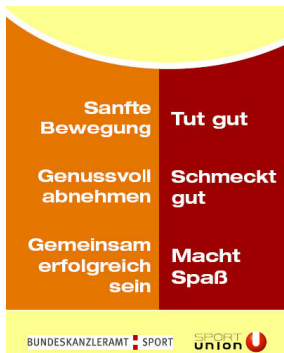 Sanfte
Bewegung
Tut gut
Genussvoll
abnehmen
Schmeckt
gut
Gemeinsam
erfolgreich
sein
Macht
Spaß
BUNDESKANZLERAMT SPORT
SPORT
union